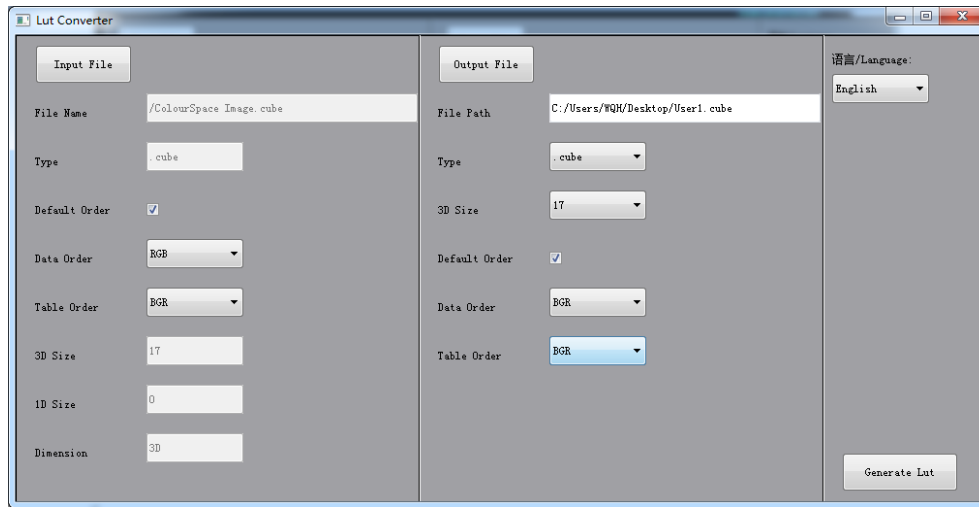 Lut Converter
Input File
File Name
/ColourSpace Image.cube
Type
.cube
Default Order
Data Order
RGB
Table Order
BGR
3D Size
17
1D Size
0
Dimension
3D
Output File
File Path
C:/Users/WQH/Desktop/User1.cube
Type
.cube
3D Size
17
Default Order
Data Order
BGR
Table Order
BGR
语言/Language:
English
Generate Lut